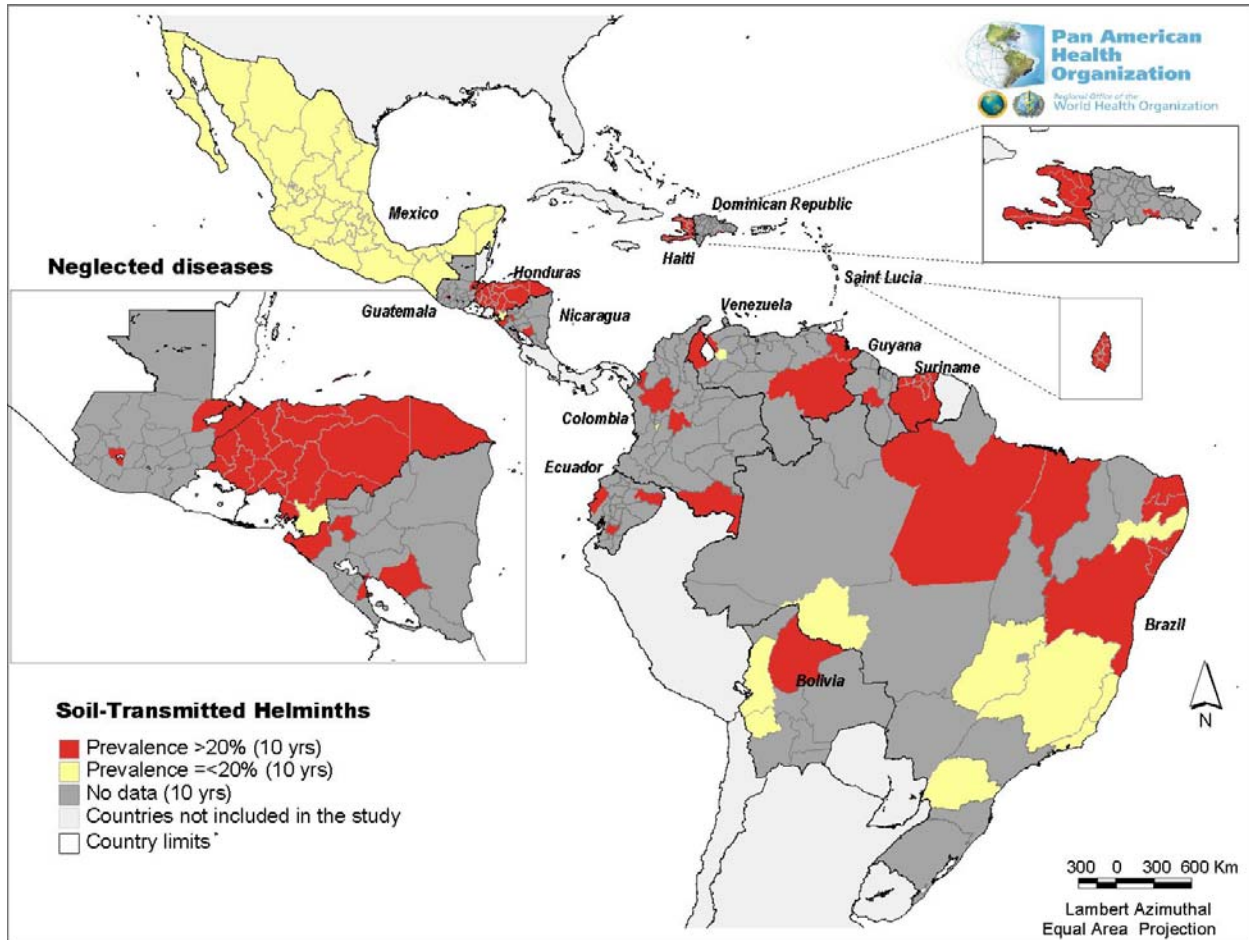 Pan American
Health
Organization
Regional Office of the
World Health Organization
Dominican Republic
Mexico
Haiti
Neglected diseases
Honduras
Saint Lucia
Guatemala
Nicaragua
Venezuela
Guyana
Suriname
Colombia
Ecuador
Brazil
Bolivia
N
Soil-Transmitted Helminths
Prevalence >20% (10 yrs)
Prevalence =<20% (10 yrs)
No data (10 yrs)
Countries not included in the study
Country limits*
300 0 300 600 Km
Lambert Azimuthal
Equal Area Projection